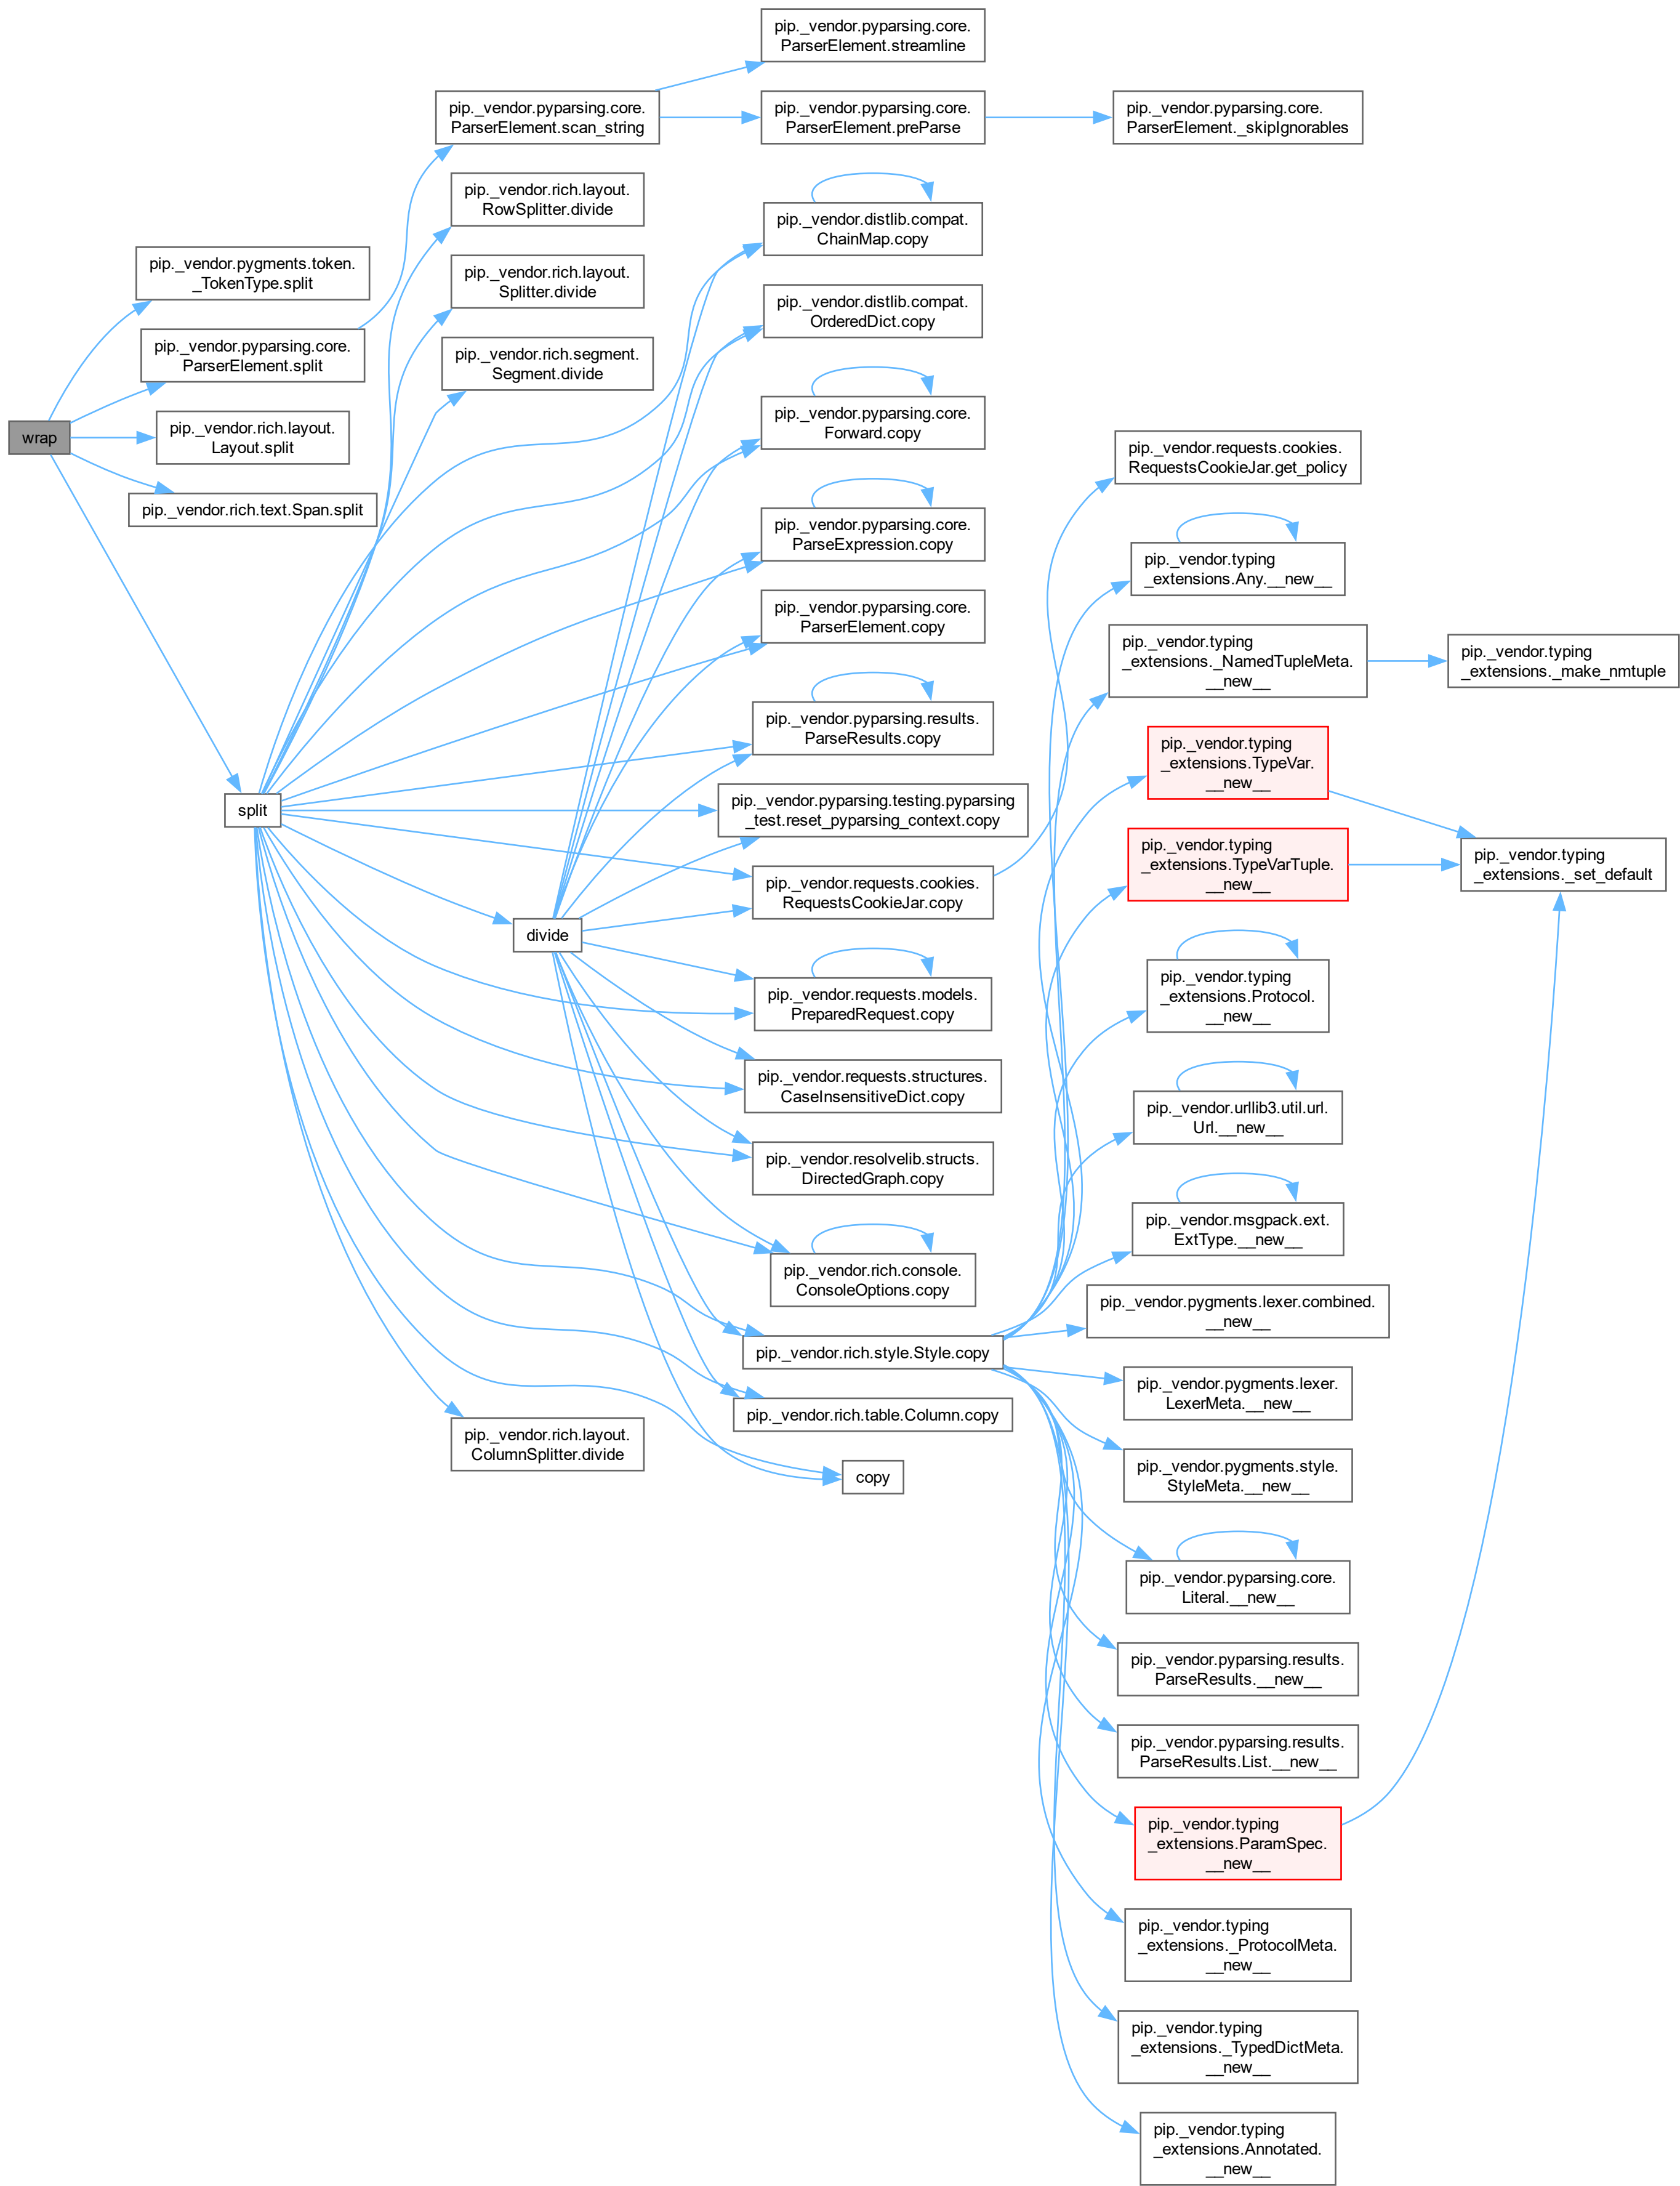 wrap
pip._vendor.pygments.token.
_TokenType.split
pip._vendor.pyparsing.core.
ParserElement.split
pip._vendor.rich.layout.
Layout.split
pip._vendor.rich.text.Span.split
split
pip._vendor.pyparsing.core.
ParserElement.scan_string
pip._vendor.rich.layout.
RowSplitter.divide
pip._vendor.rich.layout.
Splitter.divide
pip._vendor.rich.segment.
Segment.divide
divide
pip._vendor.rich.layout.
ColumnSplitter.divide
pip._vendor.pyparsing.core.
ParserElement.streamline
pip._vendor.pyparsing.core.
ParserElement.preParse
pip._vendor.distlib.compat.
ChainMap.copy
pip._vendor.distlib.compat.
OrderedDict.copy
pip._vendor.pyparsing.core.
Forward.copy
pip._vendor.pyparsing.core.
ParseExpression.copy
pip._vendor.pyparsing.core.
ParserElement.copy
pip._vendor.pyparsing.results.
ParseResults.copy
pip._vendor.pyparsing.testing.pyparsing
_test.reset_pyparsing_context.copy
pip._vendor.requests.cookies.
RequestsCookieJar.copy
pip._vendor.requests.models.
PreparedRequest.copy
pip._vendor.requests.structures.
CaseInsensitiveDict.copy
pip._vendor.resolvelib.structs.
DirectedGraph.copy
pip._vendor.rich.console.
ConsoleOptions.copy
pip._vendor.rich.style.Style.copy
pip._vendor.rich.table.Column.copy
copy
pip._vendor.pyparsing.core.
ParserElement._skipIgnorables
pip._vendor.requests.cookies.
RequestsCookieJar.get_policy
pip._vendor.typing
_extensions.Any.__new__
pip._vendor.typing
_extensions._NamedTupleMeta.
__new__
pip._vendor.typing
_extensions.TypeVar.
__new__
pip._vendor.typing
_extensions.TypeVarTuple.
__new__
pip._vendor.typing
_extensions.Protocol.
__new__
pip._vendor.urllib3.util.url.
Url.__new__
pip._vendor.msgpack.ext.
ExtType.__new__
pip._vendor.pygments.lexer.combined.
__new__
pip._vendor.pygments.lexer.
LexerMeta.__new__
pip._vendor.pygments.style.
StyleMeta.__new__
pip._vendor.pyparsing.core.
Literal.__new__
pip._vendor.pyparsing.results.
ParseResults.__new__
pip._vendor.pyparsing.results.
ParseResults.List.__new__
pip._vendor.typing
_extensions.ParamSpec.
__new__
pip._vendor.typing
_extensions._ProtocolMeta.
__new__
pip._vendor.typing
_extensions._TypedDictMeta.
__new__
pip._vendor.typing
_extensions.Annotated.
__new__
pip._vendor.typing
_extensions._make_nmtuple
pip._vendor.typing
_extensions._set_default